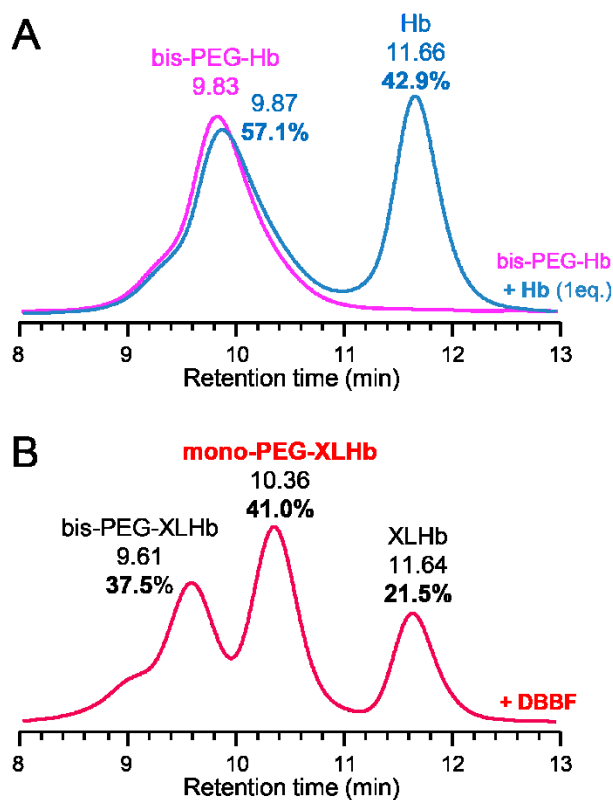 A
bis-PEG-Hb
9.83
9.87
57.1%
Hb
11.66
42.9%
bis-PEG-Hb
+ Hb (1eq.)
8 9 10 11 12 13
Retention time (min)
B
mono-PEG-XLHb
10.36
41.0%
bis-PEG-XLHb
9.61
37.5%
XLHb
11.64
21.5%
+ DBBF
8 9 10 11 12 13
Retention time (min)